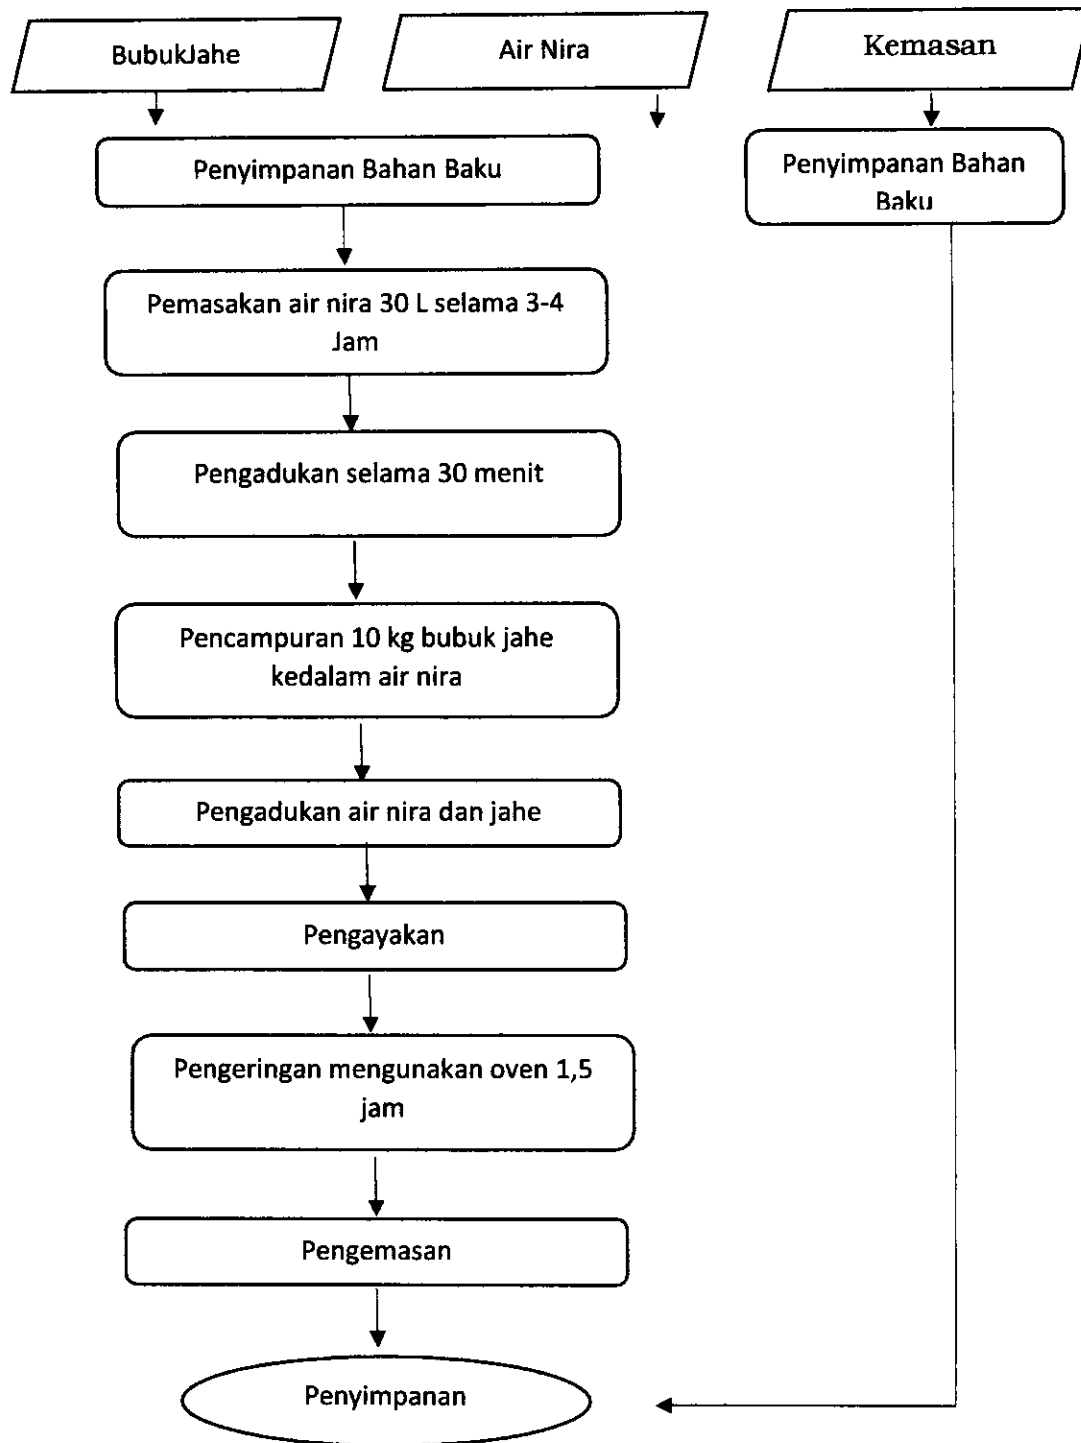 BubukJahe
Air Nira
Kemasan
Penyimpanan Bahan Baku
Penyimpanan Bahan
Baku
Pemasakan air nira 30 L selama 3-4
Jam
Pengadukan selama 30 menit
Pencampuran 10 kg bubuk jahe
kedalam air nira
Pengadukan air nira dan jahe
Pengayakan
Pengeringan mengunakan oven 1,5
jam
Pengemasan
Penyimpanan